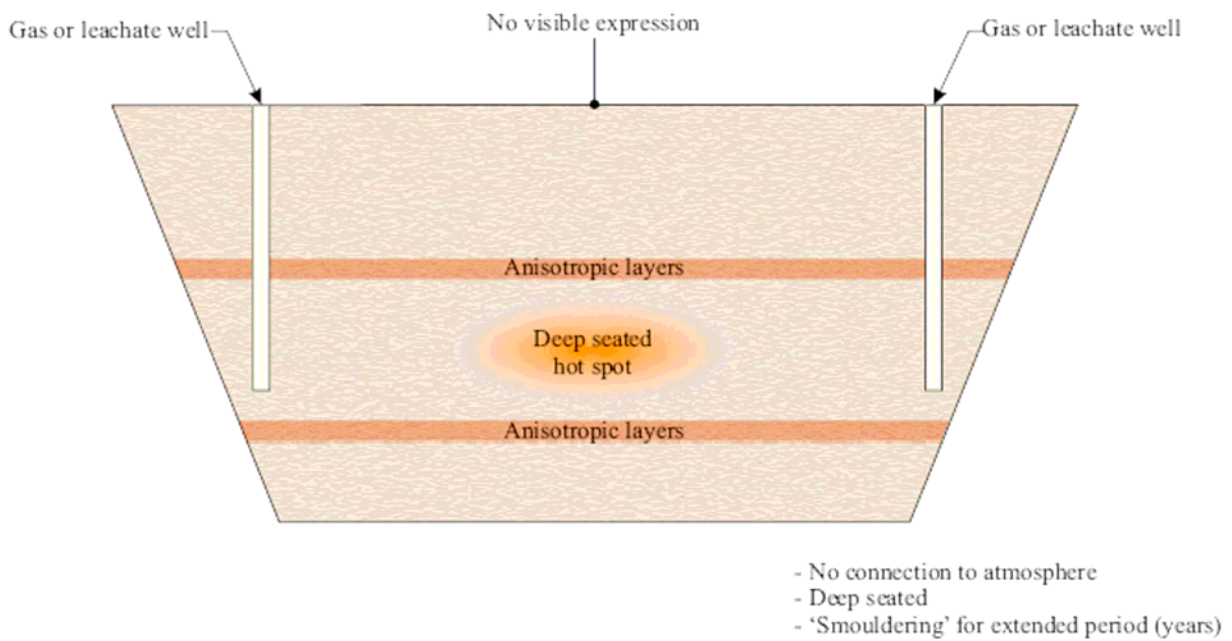 No visible expression
Gas or leachate well
Gas or leachate well
Anisotropic layers
Deep seated
hot spot
Anisotropic layers
- No connection to atmosphere
- Deep seated
- ‘Smouldering’ for extended period (years)